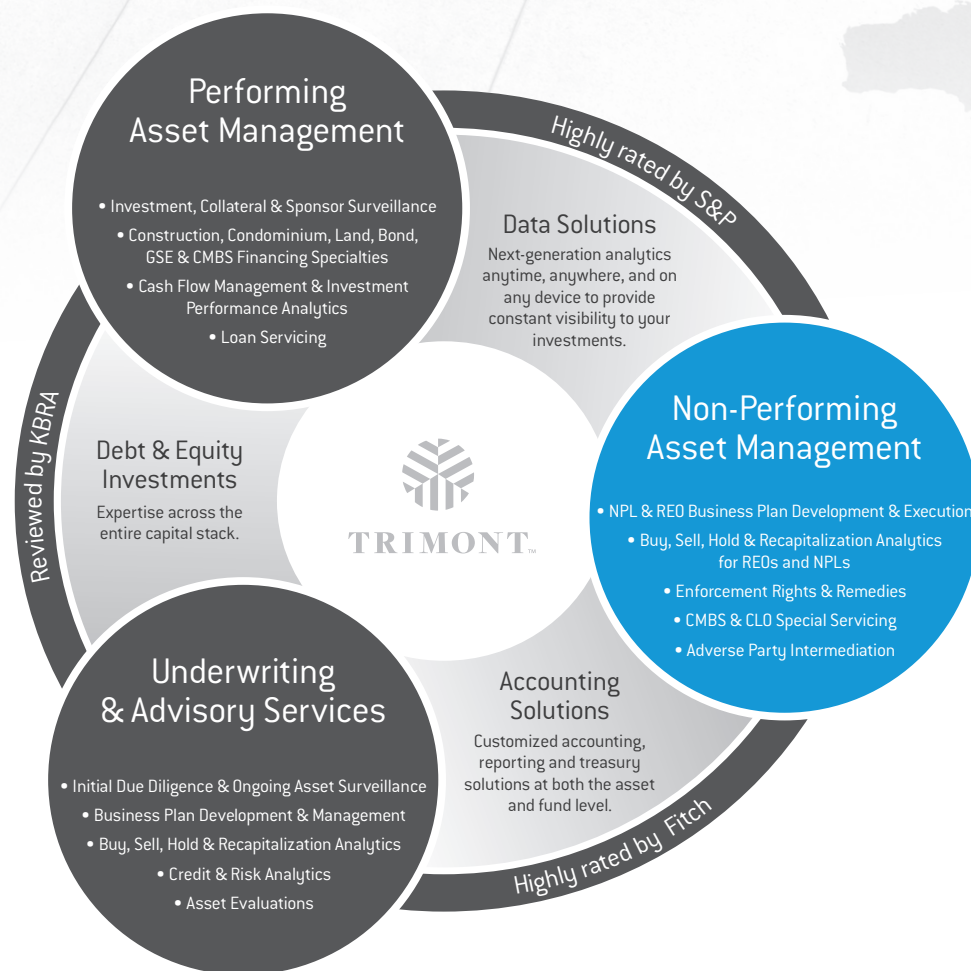 Performing
Asset Management
• Investment, Collateral & Sponsor Surveillance
• Construction, Condominium, Land, Bond,
GSE & CMBS Financing Specialties
• Cash Flow Management & Investment
Performance Analytics
• Loan Servicing
Highly rated by S&P
Data Solutions
Next-generation analytics
anytime, anywhere, and on
any device to provide
constant visibility to your
investments.
Non-Performing
Asset Management
• NPL & REO Business Plan Development & Execution
• Buy, Sell, Hold & Recapitalization Analytics
for REOs and NPLs
• Enforcement Rights & Remedies
• CMBS & CLO Special Servicing
• Adverse Party Intermediation
Reviewed by KBRA
Debt & Equity
Investments
Expertise across the
entire capital stack.
TRIMONT™
Underwriting
& Advisory Services
• Initial Due Diligence & Ongoing Asset Surveillance
• Business Plan Development & Management
• Buy, Sell, Hold & Recapitalization Analytics
• Credit & Risk Analytics
• Asset Evaluations
Accounting
Solutions
Customized accounting,
reporting and treasury
solutions at both the asset
and fund level.
Highly rated by Fitch